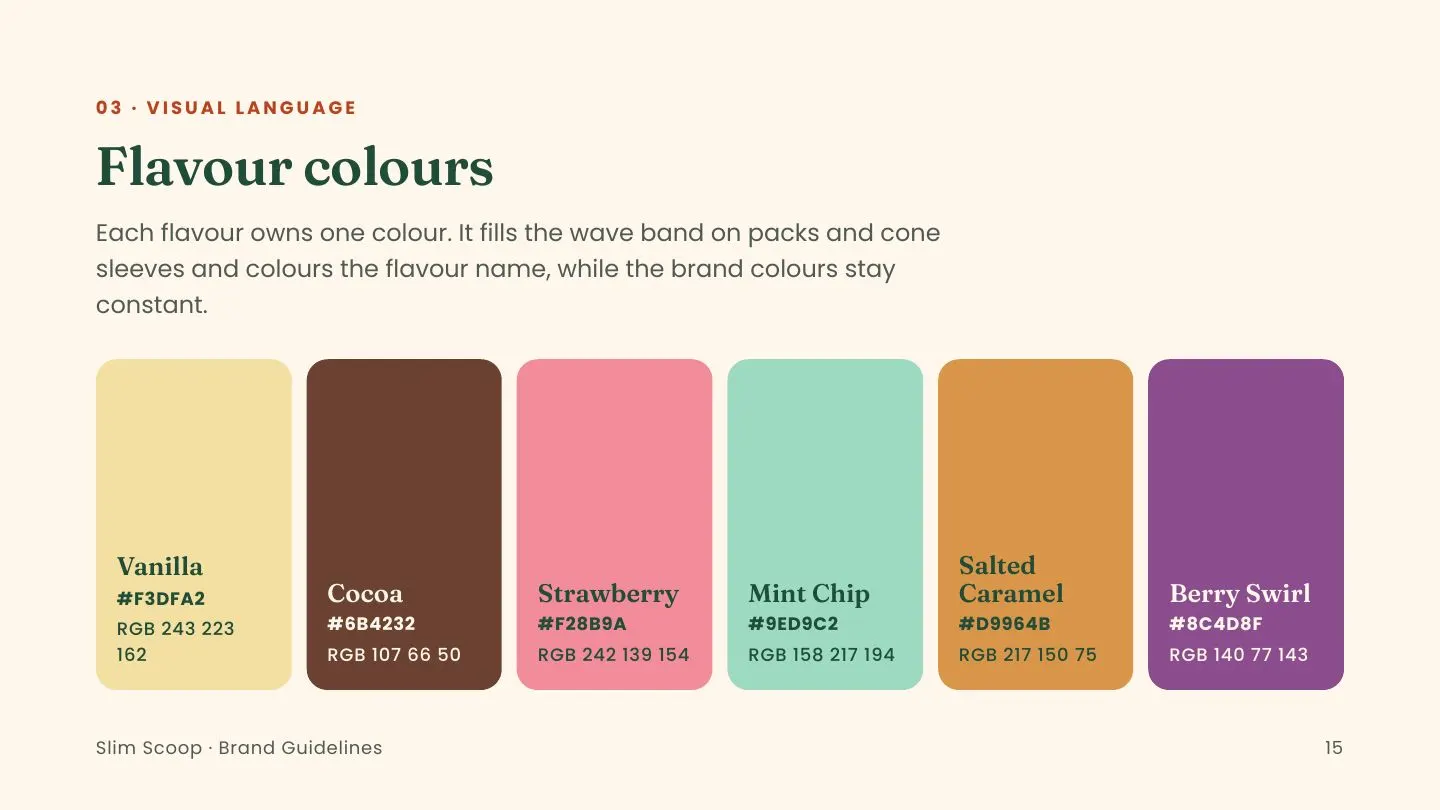 03 · VISUAL LANGUAGE
Flavour colours
Each flavour owns one colour. It fills the wave band on packs and cone
sleeves and colours the flavour name, while the brand colours stay
constant.
Vanilla
#F3DFA2
RGB 243 223
162
Cocoa
#6B4232
RGB 107 66 50
Strawberry
#F28B9A
RGB 242 139 154
Mint Chip
#9ED9C2
RGB 158 217 194
Salted
Caramel
#D9964B
RGB 217 150 75
Berry Swirl
#8C4D8F
RGB 140 77 143
Slim Scoop · Brand Guidelines
15